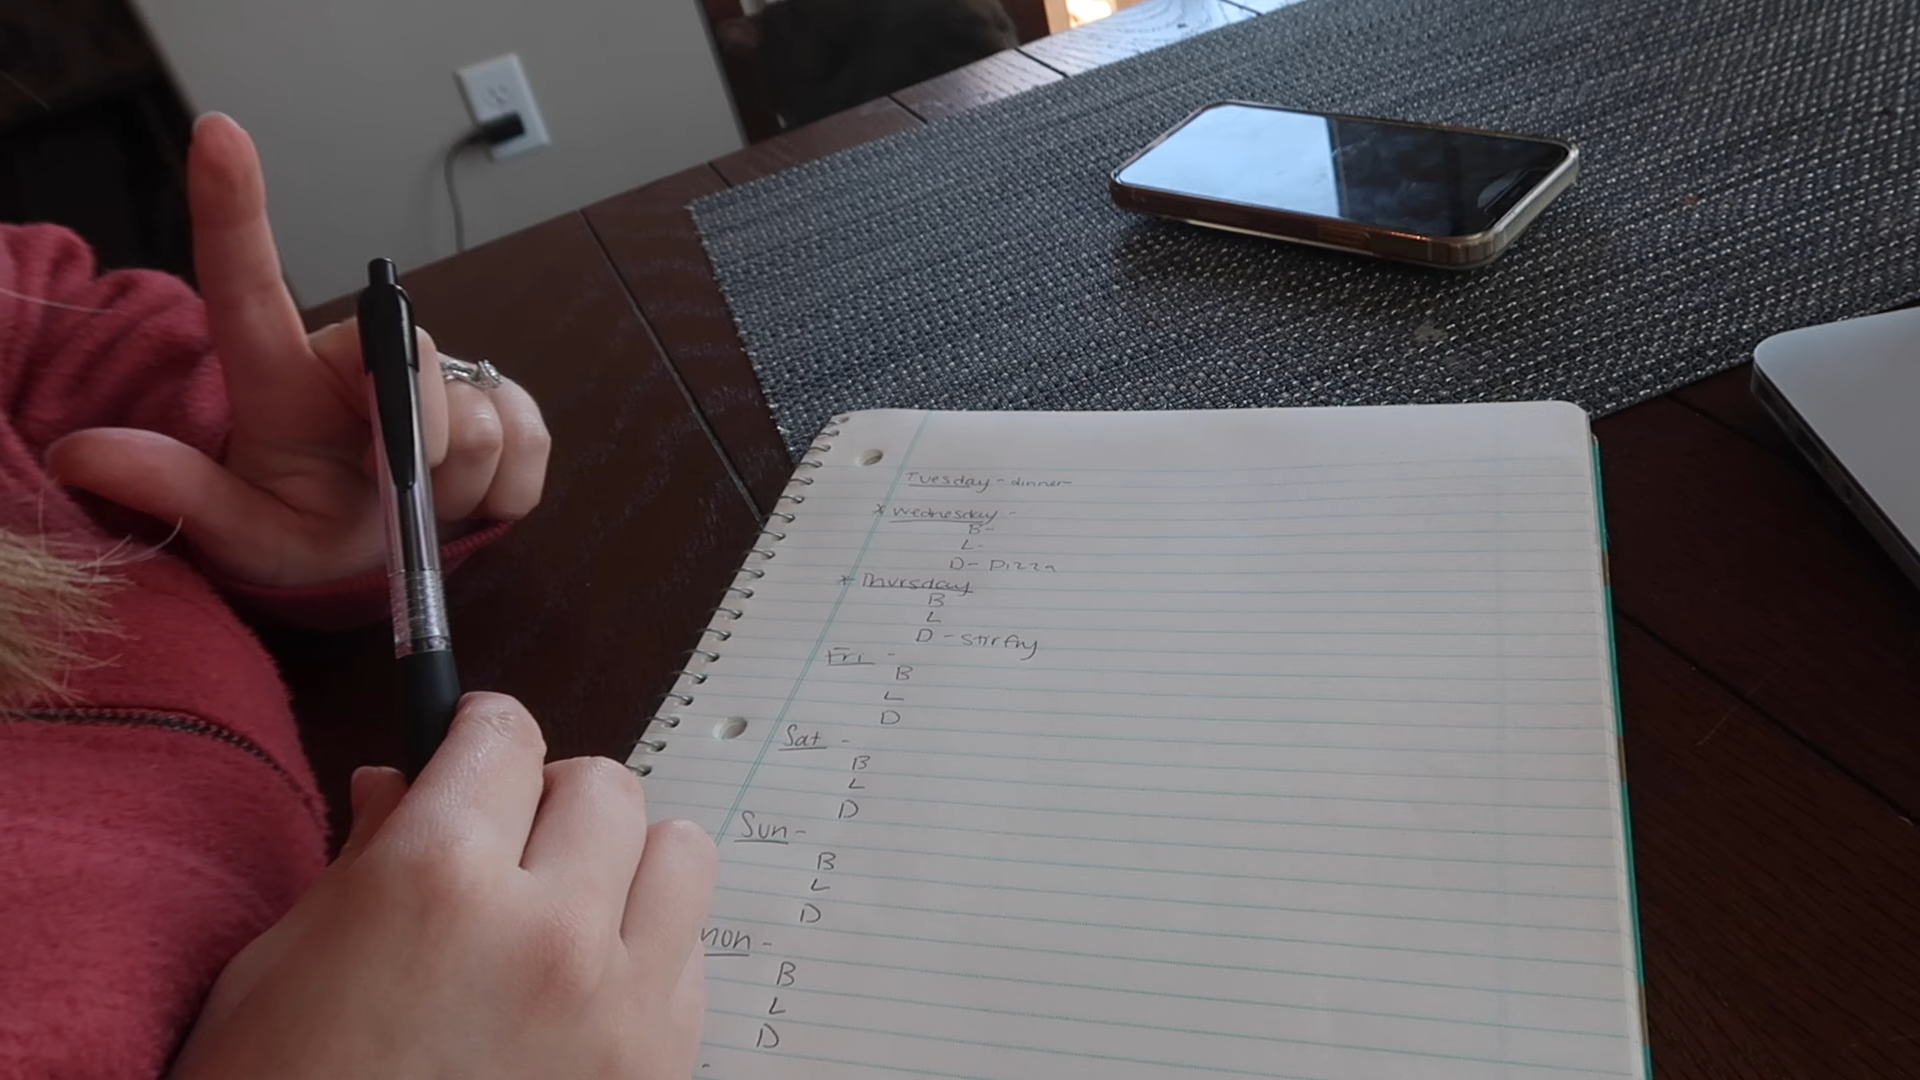 Tuesday - dinner -
* Wednesday -
B -
L -
D - Pizza
* Thursday
B
L
D - stirfry
Fri -
B
L
D
Sat -
B
L
D
Sun -
B
L
D
mon -
B
L
D